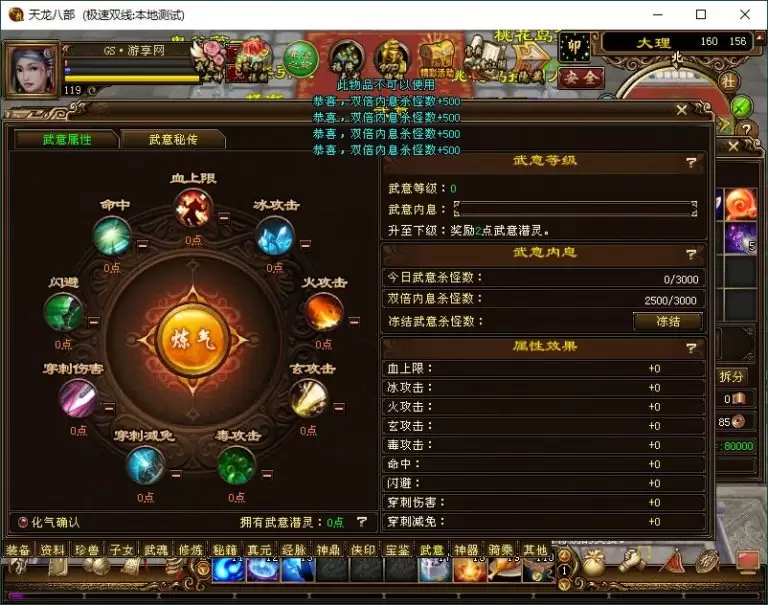 天龙八部 (极速双线:本地测试)
GS·游享网
119
精彩活动
卯
大理
160 156
北
安全
社
此物品不可以使用
恭喜，双倍内息杀怪数+500
恭喜，双倍内息杀怪数+500
恭喜，双倍内息杀怪数+500
恭喜，双倍内息杀怪数+500
武意属性
武意秘传
血上限
0点
命中
0点
冰攻击
0点
闪避
0点
火攻击
0点
穿刺伤害
0点
玄攻击
0点
穿刺减免
0点
毒攻击
0点
炼气
化气确认
拥有武意潜灵：0点 ?
武意等级 ?
武意等级：0
武意内息：
升至下级：奖励2点武意潜灵。
武意内息 ?
今日武意杀怪数： 0/3000
双倍内息杀怪数： 2500/3000
冻结武意杀怪数： 冻结
属性效果 ?
血上限： +0
冰攻击： +0
火攻击： +0
玄攻击： +0
毒攻击： +0
命中： +0
闪避： +0
穿刺伤害： +0
穿刺减免： +0
5
拆分
0
85
:80000
装备 资料 珍兽 子女 武魂 修炼 秘籍 真元 经脉 神鼎 侠印 宝鉴 武意 神器 骑乘 其他
1